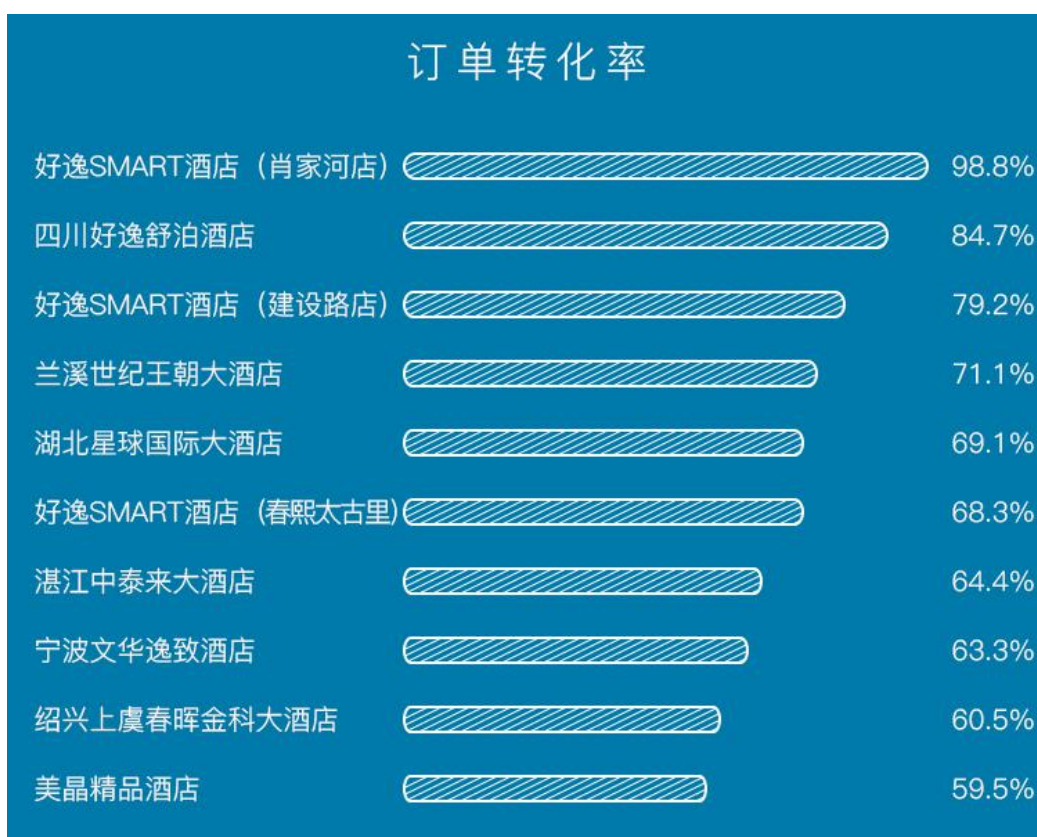 订单转化率
好逸SMART酒店（肖家河店） 98.8%
四川好逸舒泊酒店 84.7%
好逸SMART酒店（建设路店） 79.2%
兰溪世纪王朝大酒店 71.1%
湖北星球国际大酒店 69.1%
好逸SMART酒店（春熙太古里） 68.3%
湛江中泰来大酒店 64.4%
宁波文华逸致酒店 63.3%
绍兴上虞春晖金科大酒店 60.5%
美晶精品酒店 59.5%